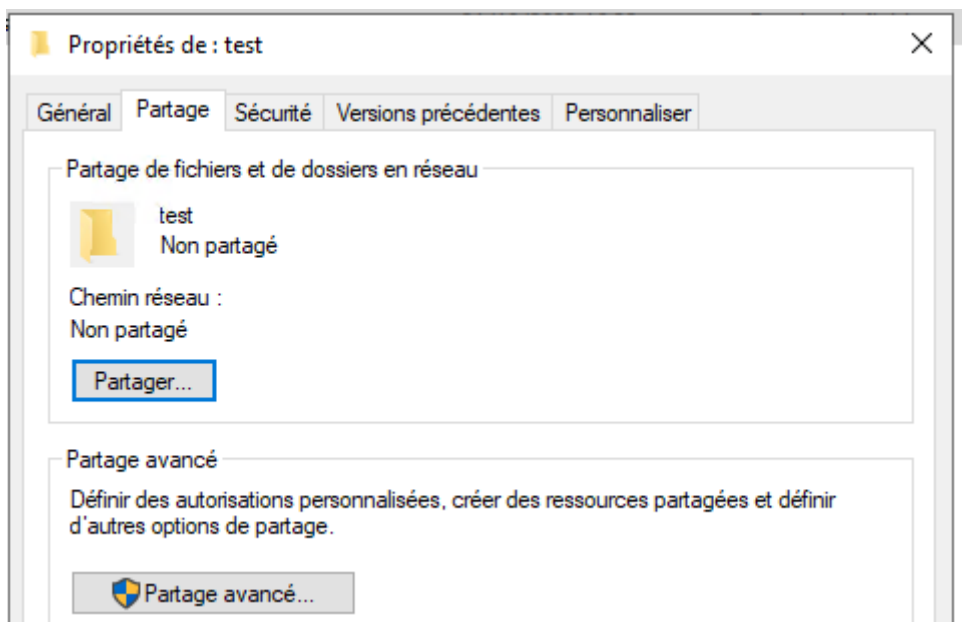 Propriétés de : test
Général Partage Sécurité Versions précédentes Personnaliser
Partage de fichiers et de dossiers en réseau
test
Non partagé
Chemin réseau :
Non partagé
Partager...
Partage avancé
Définir des autorisations personnalisées, créer des ressources partagées et définir
d'autres options de partage.
Partage avancé...